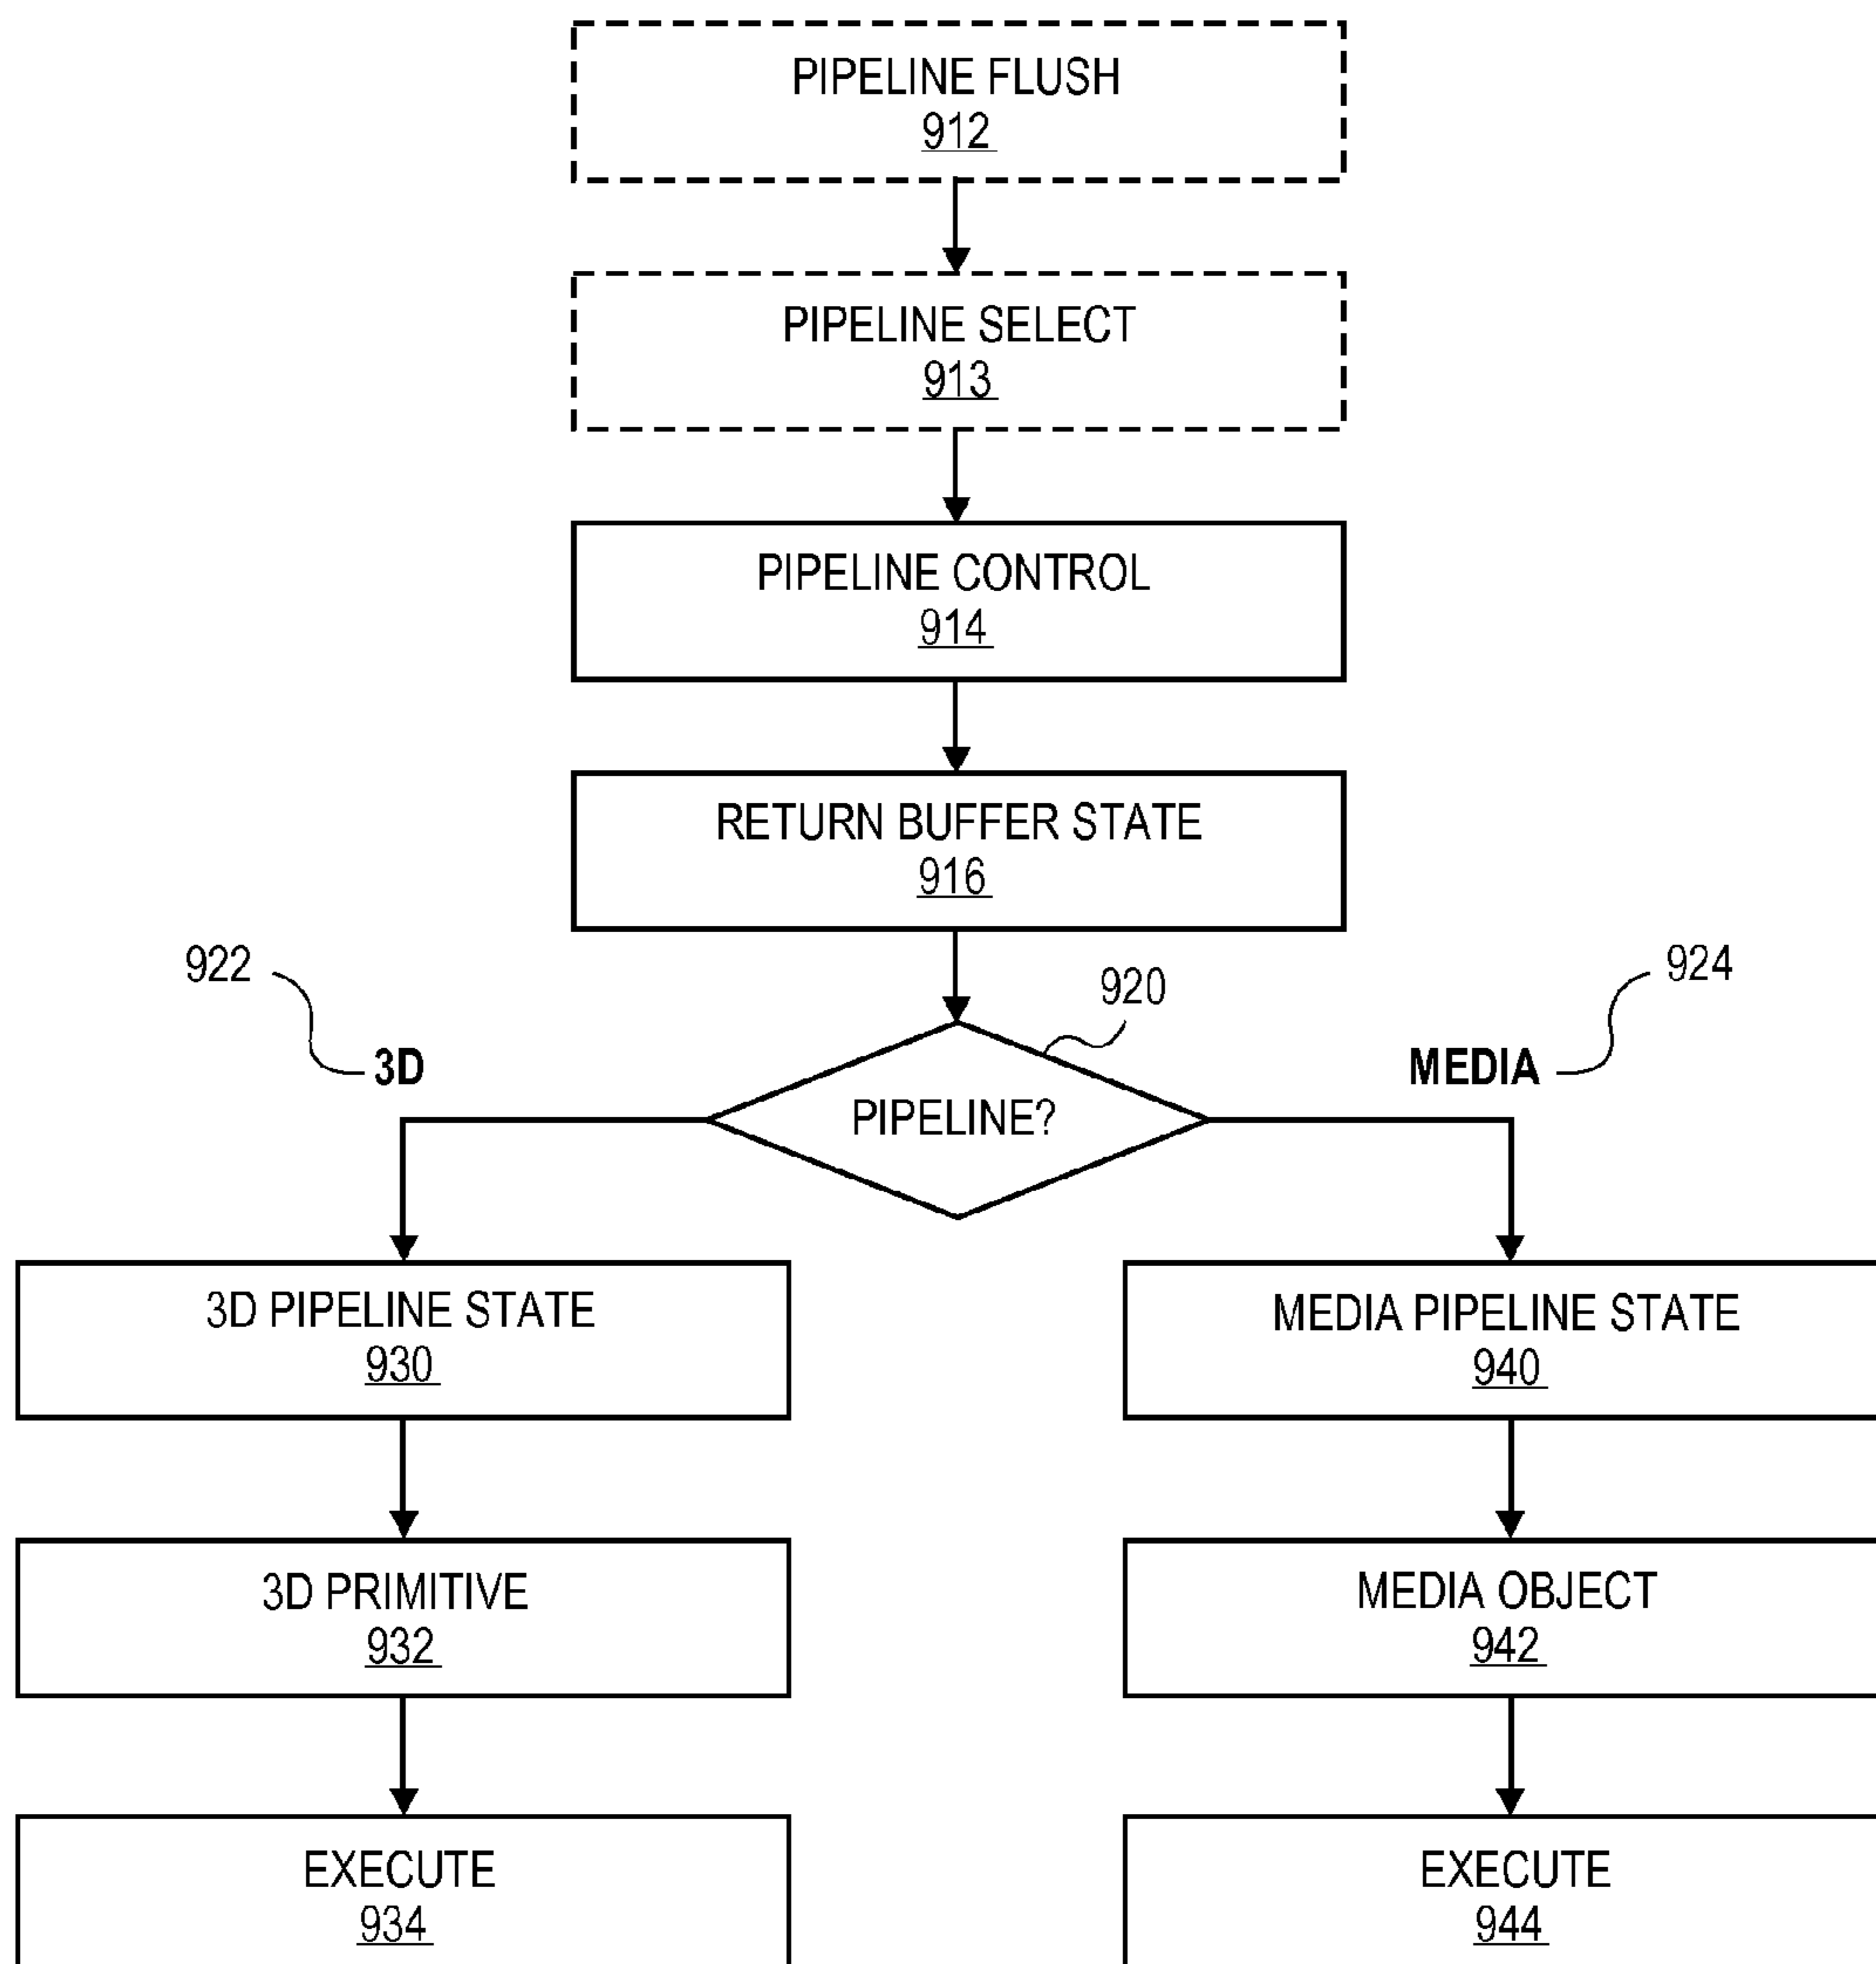 PIPELINE FLUSH
912
PIPELINE SELECT
913
PIPELINE CONTROL
914
RETURN BUFFER STATE
916
922
920
924
3D
MEDIA
PIPELINE?
3D PIPELINE STATE
930
MEDIA PIPELINE STATE
940
3D PRIMITIVE
932
MEDIA OBJECT
942
EXECUTE
934
EXECUTE
944